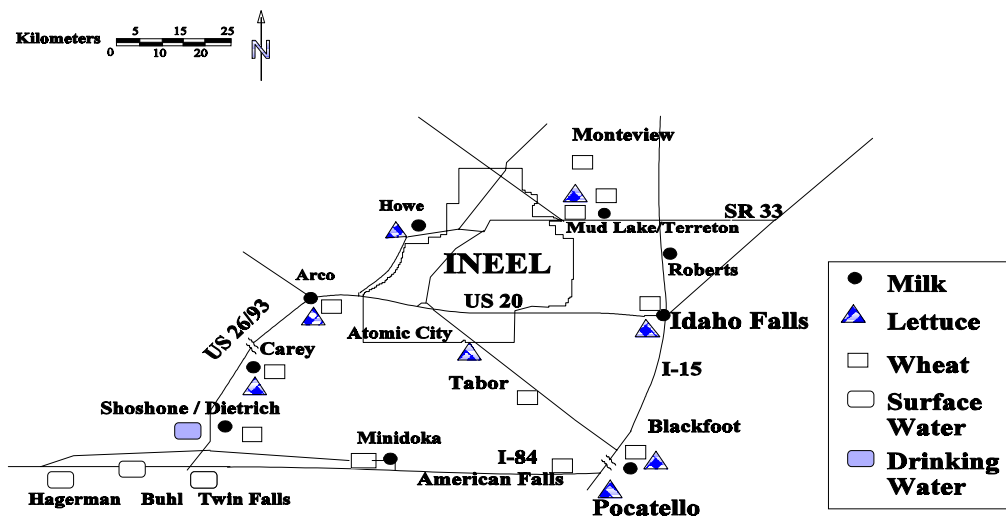 5 15 25
Kilometers
0 10 20
N
Monteview
Howe
SR 33
Mud Lake/Terreton
INEEL
Roberts
Arco
US 20
Milk
US 26/93
Atomic City
Idaho Falls
Lettuce
Carey
Tabor
I-15
Wheat
Shoshone / Dietrich
Surface
Water
Blackfoot
Minidoka
I-84
Drinking
Water
American Falls
Hagerman Buhl Twin Falls
Pocatello